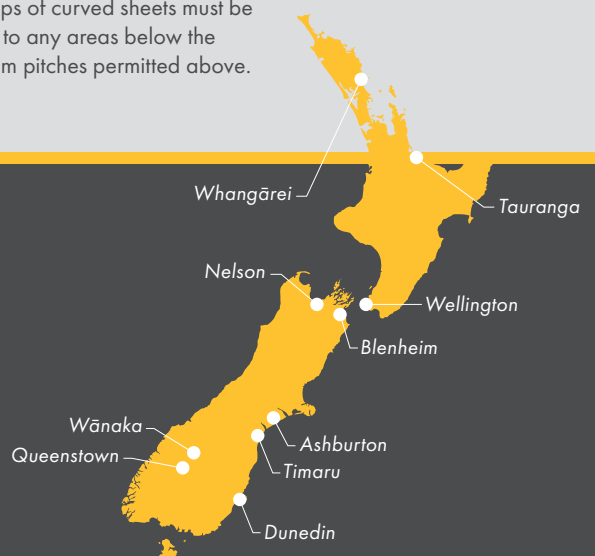 ps of curved sheets must be
to any areas below the
m pitches permitted above.
Whangārei
Tauranga
Nelson
Wellington
Blenheim
Wānaka
Ashburton
Queenstown
Timaru
Dunedin